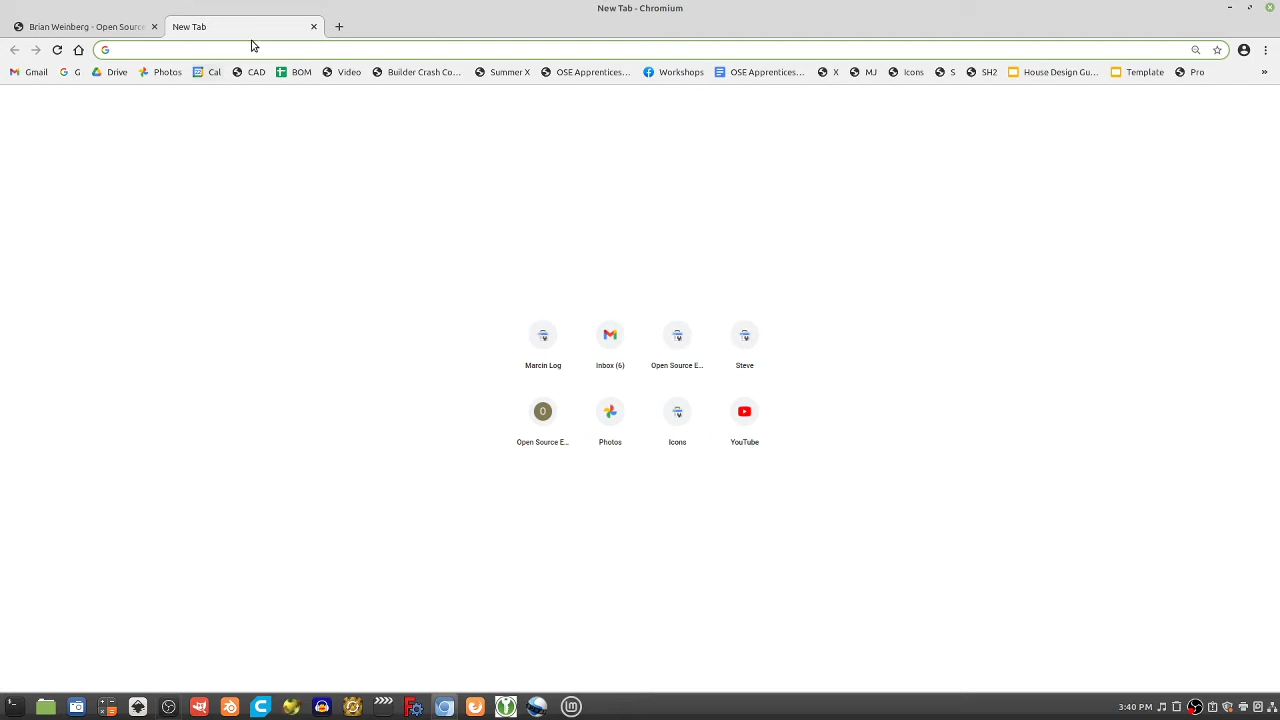 New Tab - Chromium
Brian Weinberg - Open Source
New Tab
Gmail G Drive Photos Cal CAD BOM Video Builder Crash Co... Summer X OSE Apprentices... Workshops OSE Apprentices... X MJ Icons S SH2 House Design Gu... Template Pro »
Marcin Log Inbox (6) Open Source E... Steve
O
Open Source E... Photos Icons YouTube
3:40 PM